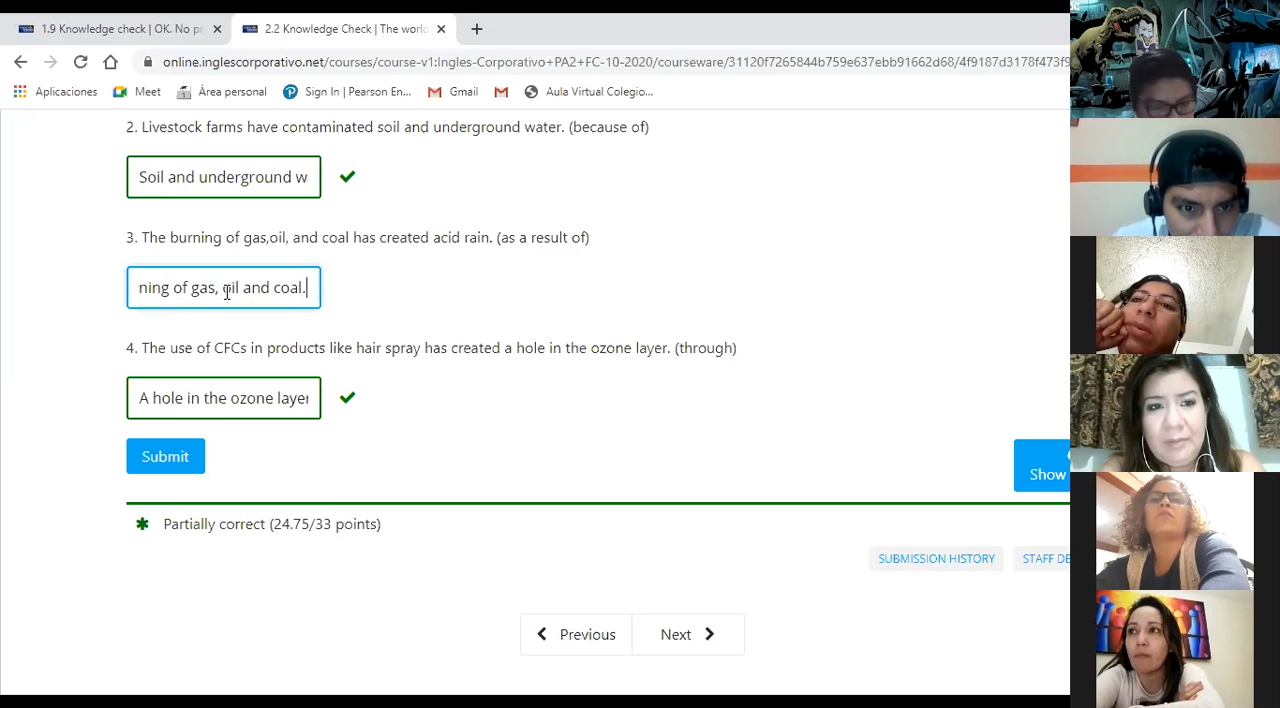 1.9 Knowledge check | OK. No pr
2.2 Knowledge Check | The world
online.inglescorporativo.net/courses/course-v1:Ingles-Corporativo+PA2+FC-10-2020/courseware/31120f7265844b759e637ebb91662d68/4f9187d3178f473f9
Aplicaciones Meet Área personal Sign In | Pearson En... Gmail Aula Virtual Colegio...
2. Livestock farms have contaminated soil and underground water. (because of)
Soil and underground w
3. The burning of gas,oil, and coal has created acid rain. (as a result of)
ning of gas, oil and coal.
4. The use of CFCs in products like hair spray has created a hole in the ozone layer. (through)
A hole in the ozone layer
Submit
Show
Partially correct (24.75/33 points)
SUBMISSION HISTORY STAFF DE
Previous Next